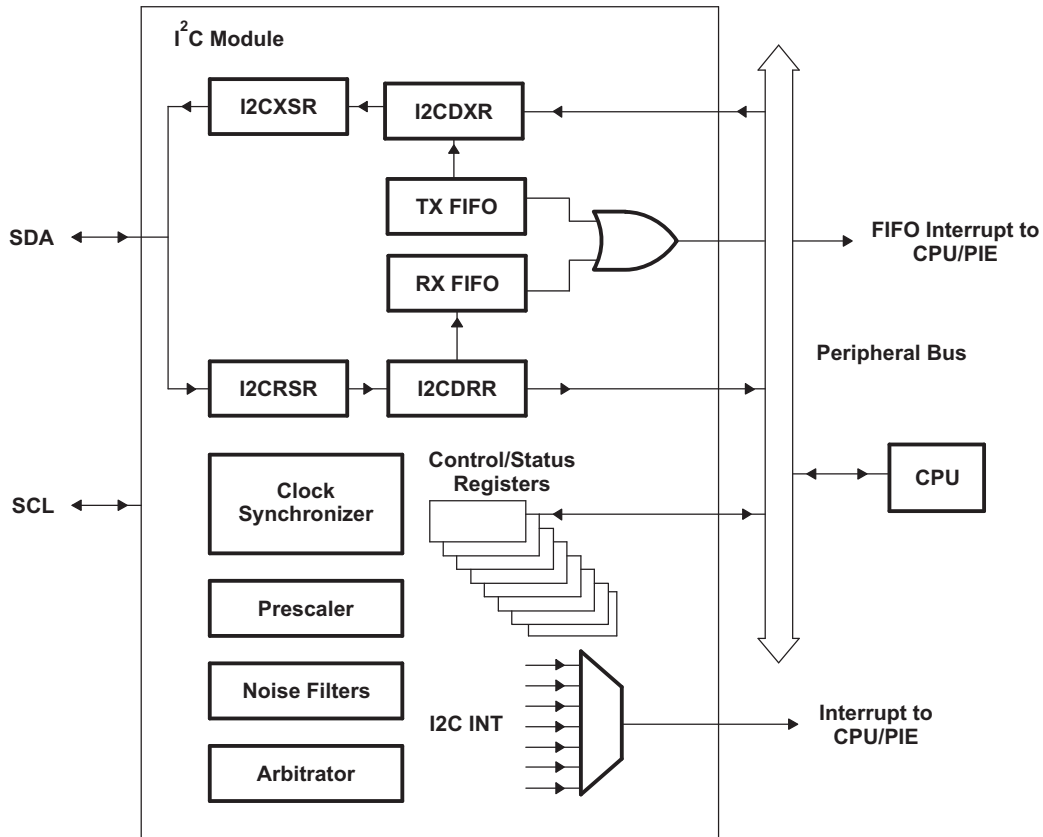 I²C Module
I2CXSR
I2CDXR
TX FIFO
SDA
FIFO Interrupt to
CPU/PIE
RX FIFO
Peripheral Bus
I2CRSR
I2CDRR
Control/Status
Registers
CPU
SCL
Clock
Synchronizer
Prescaler
Noise Filters
I2C INT
Interrupt to
CPU/PIE
Arbitrator